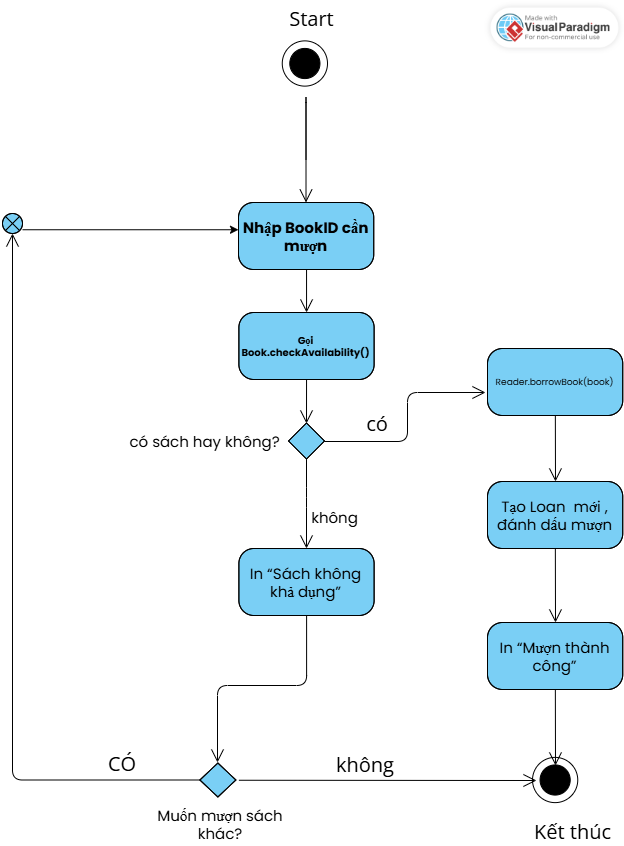 Start
Made with
VisualParadigm
For non-commercial use
Nhập BookID cần
mượn
Gọi
Book.checkAvailability()
Reader.borrowBook(book)
có
có sách hay không?
Tạo Loan mới ,
đánh dấu mượn
không
In “Sách không
khả dụng”
In “Mượn thành
công”
CÓ
không
Muốn mượn sách
khác?
Kết thúc